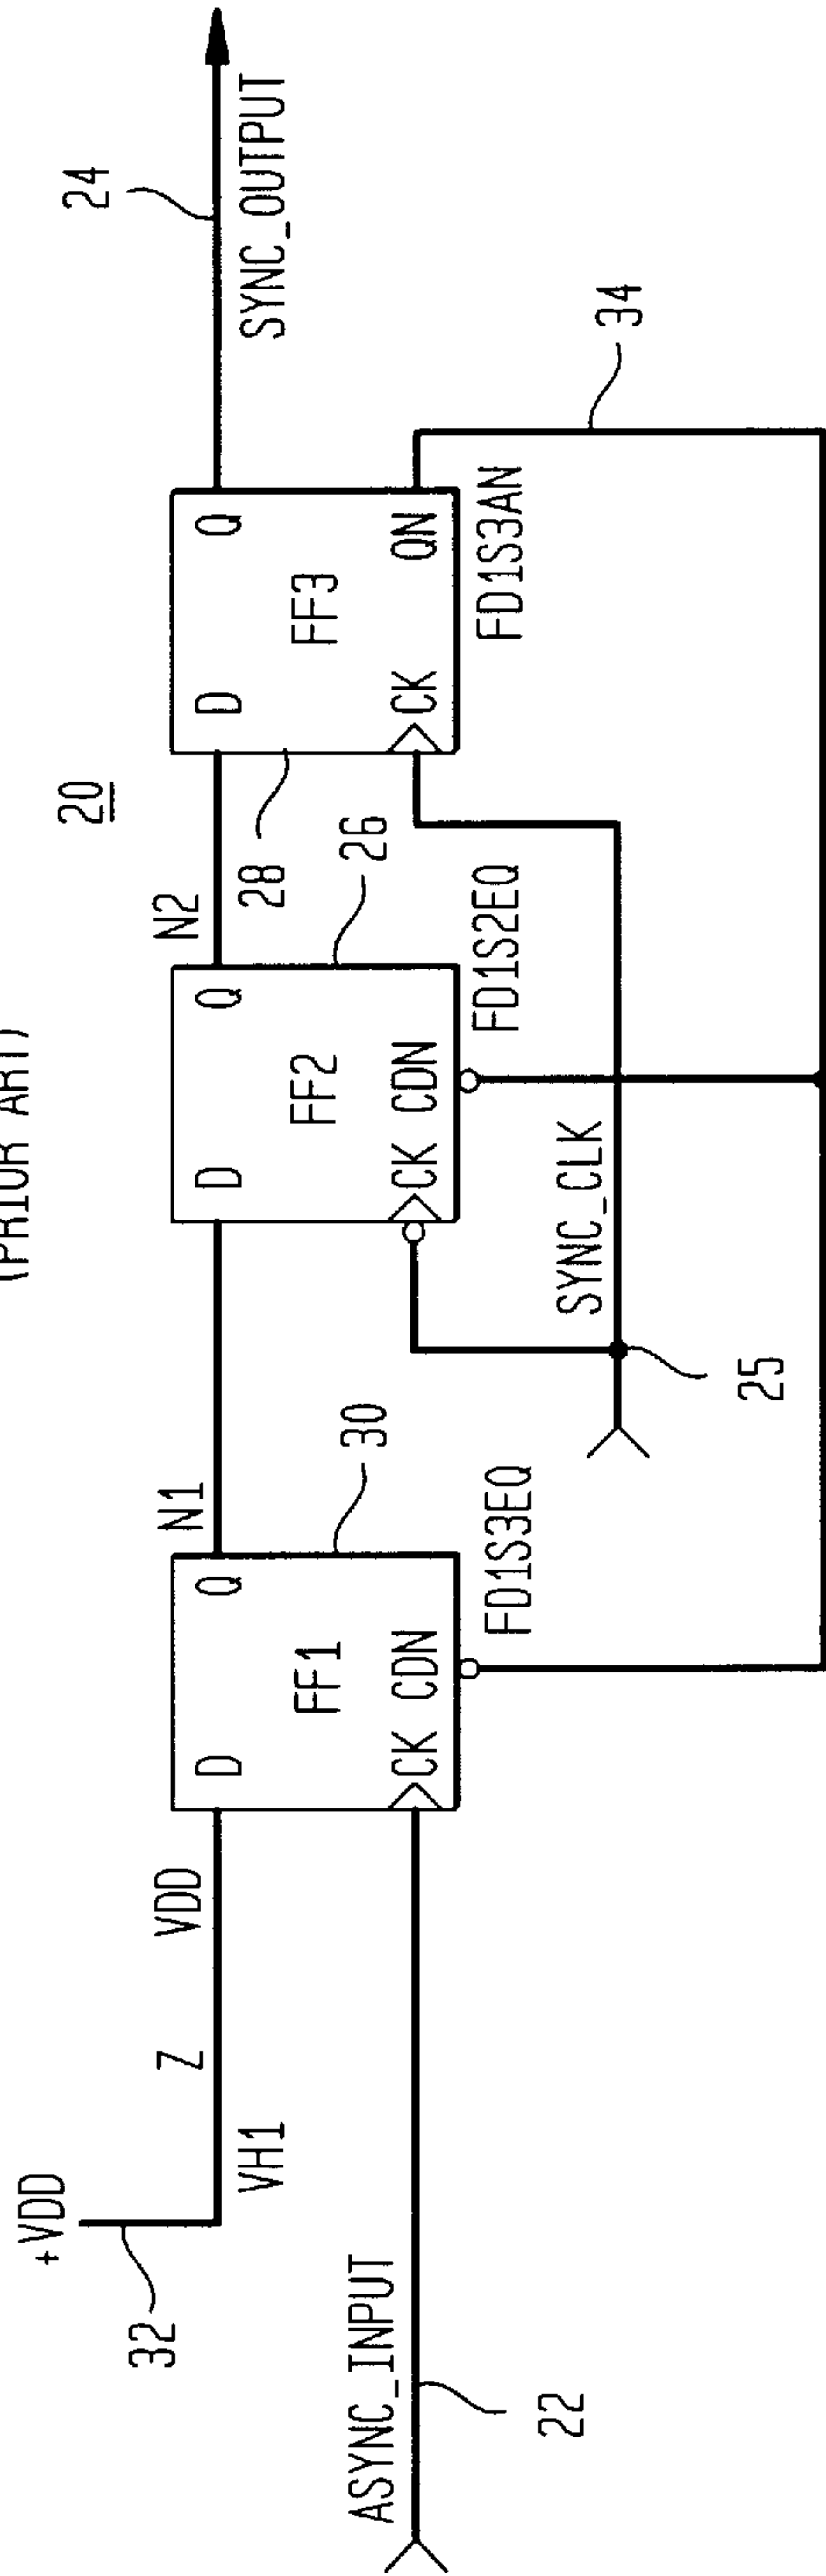 (PRIOR ART)
20
+VDD
32
Z
VDD
VH1
ASYNC_INPUT
22
D
Q
FF1
CK
CDN
FD1S3EQ
30
N1
D
Q
FF2
CK
CDN
FD1S2EQ
26
N2
28
D
Q
FF3
CK
QN
FD1S3AN
SYNC_CLK
25
24
SYNC_OUTPUT
34